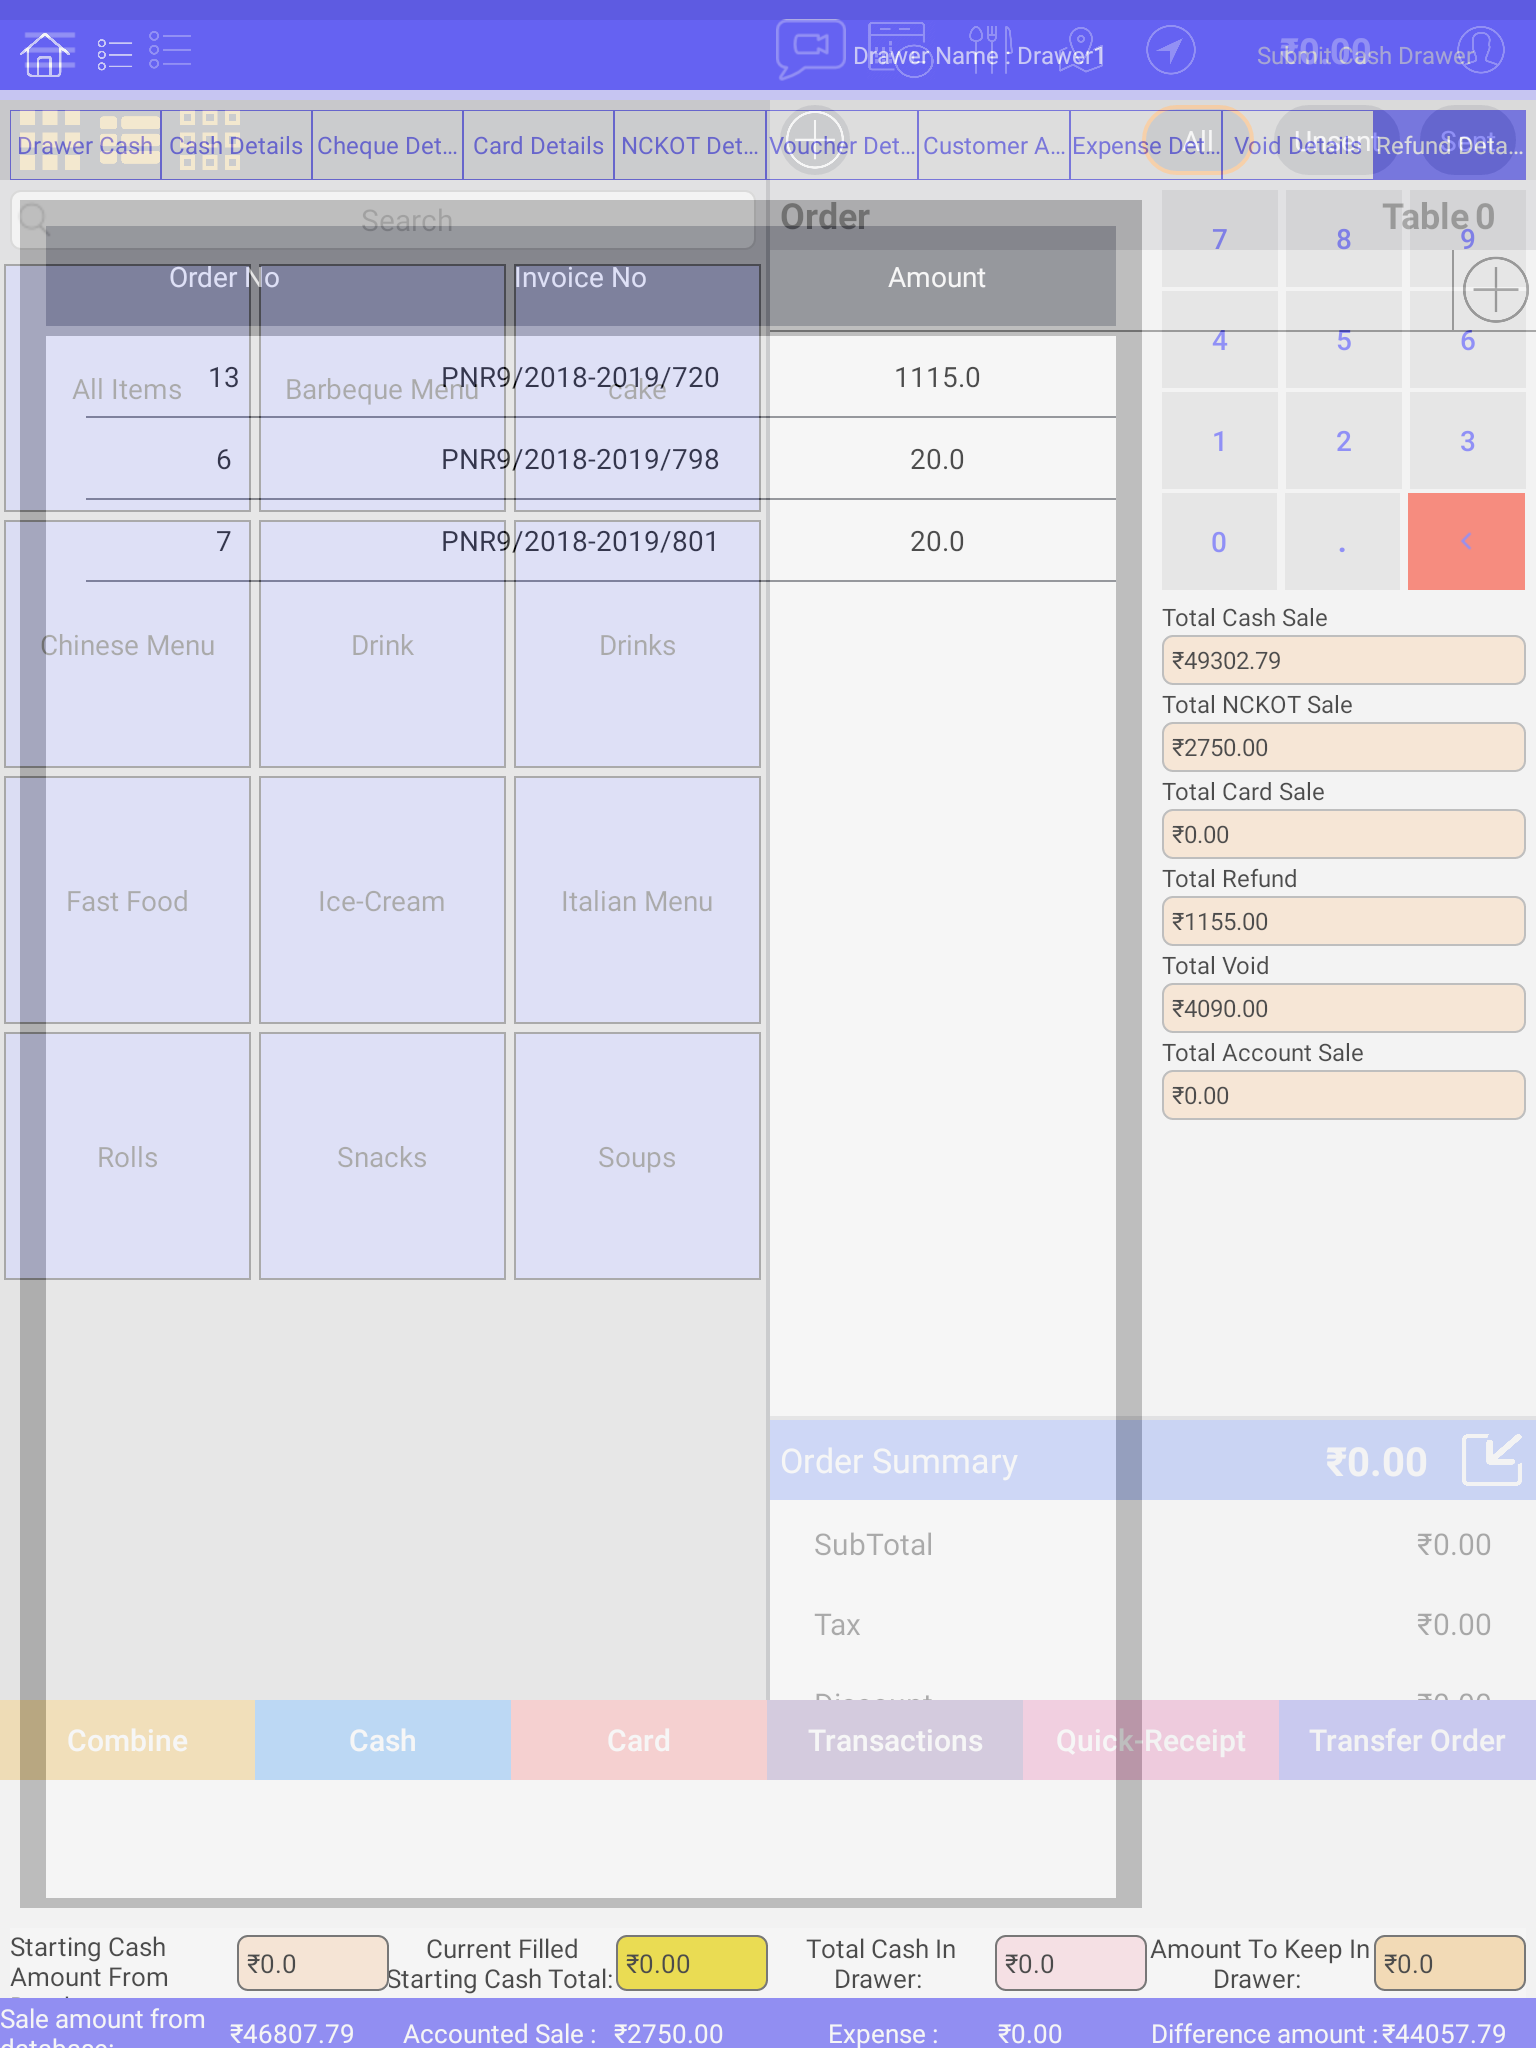 Drawer Name : Drawer1
Submit Cash Drawer
₹0.00
Drawer Cash
Cash Details
Cheque Det...
Card Details
NCKOT Det...
Voucher Det...
Customer A...
Expense Det...
Void Details
Refund Deta...
All
Unsent
Sent
Search
Order
Table 0
Order No
Invoice No
Amount
13
PNR9/2018-2019/720
1115.0
6
PNR9/2018-2019/798
20.0
7
PNR9/2018-2019/801
20.0
All Items
Barbeque Menu
cake
Chinese Menu
Drink
Drinks
Fast Food
Ice-Cream
Italian Menu
Rolls
Snacks
Soups
7
8
9
4
5
6
1
2
3
0
.
<
Total Cash Sale
₹49302.79
Total NCKOT Sale
₹2750.00
Total Card Sale
₹0.00
Total Refund
₹1155.00
Total Void
₹4090.00
Total Account Sale
₹0.00
Order Summary
₹0.00
SubTotal
₹0.00
Tax
₹0.00
Discount
₹0.00
Combine
Cash
Card
Transactions
Quick-Receipt
Transfer Order
Starting Cash
Amount From
₹0.0
Current Filled
Starting Cash Total:
₹0.00
Total Cash In
Drawer:
₹0.0
Amount To Keep In
Drawer:
₹0.0
Sale amount from
database:
₹46807.79
Accounted Sale :
₹2750.00
Expense :
₹0.00
Difference amount :
₹44057.79